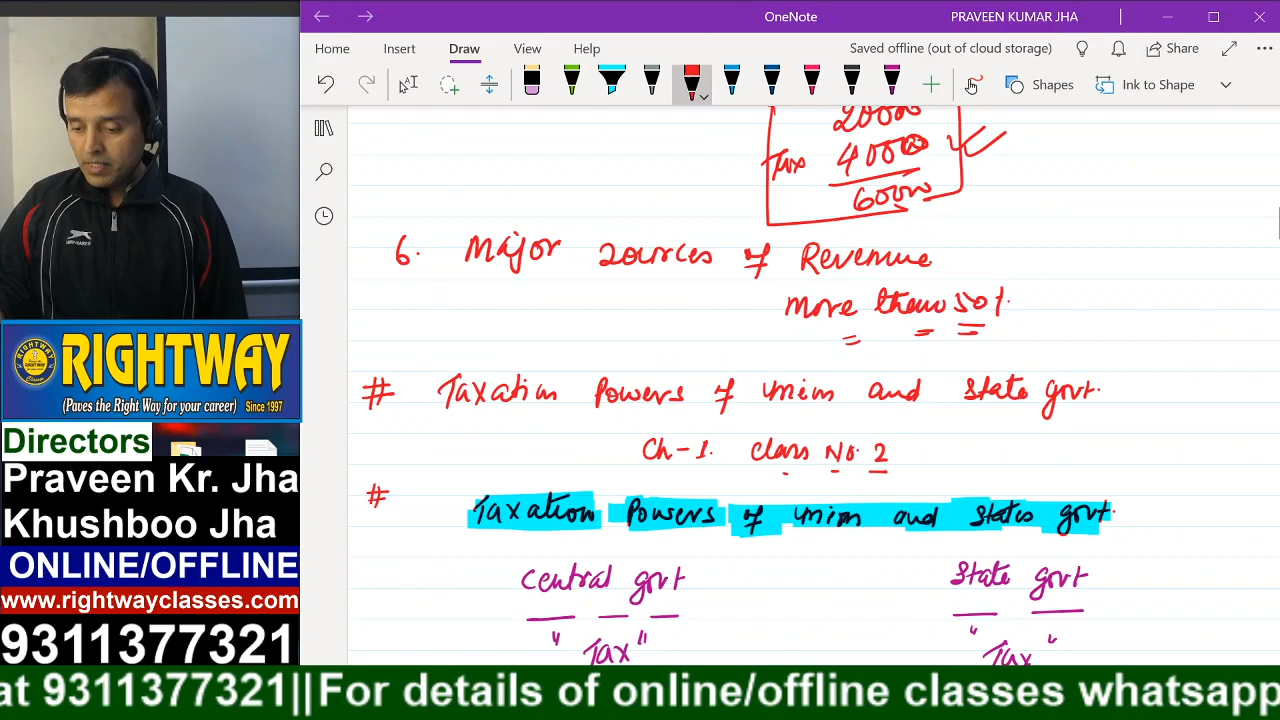 OneNote
PRAVEEN KUMAR JHA
Home Insert Draw View Help
Saved offline (out of cloud storage)
Share
Shapes
Ink to Shape
20000
Tax 40000
60000
6. Major Sources of Revenue
more than 50%
# Taxation Powers of Union and State govt.
Ch-1. Class No. 2
# Taxation Powers of Union and States govt.
Central govt State govt
"Tax" "Tax"
RIGHTWAY
(Paves the Right Way for your career) Since 1997
Directors
Praveen Kr. Jha
Khushboo Jha
ONLINE/OFFLINE
www.rightwayclasses.com
9311377321
at 9311377321||For details of online/offline classes whatsapp